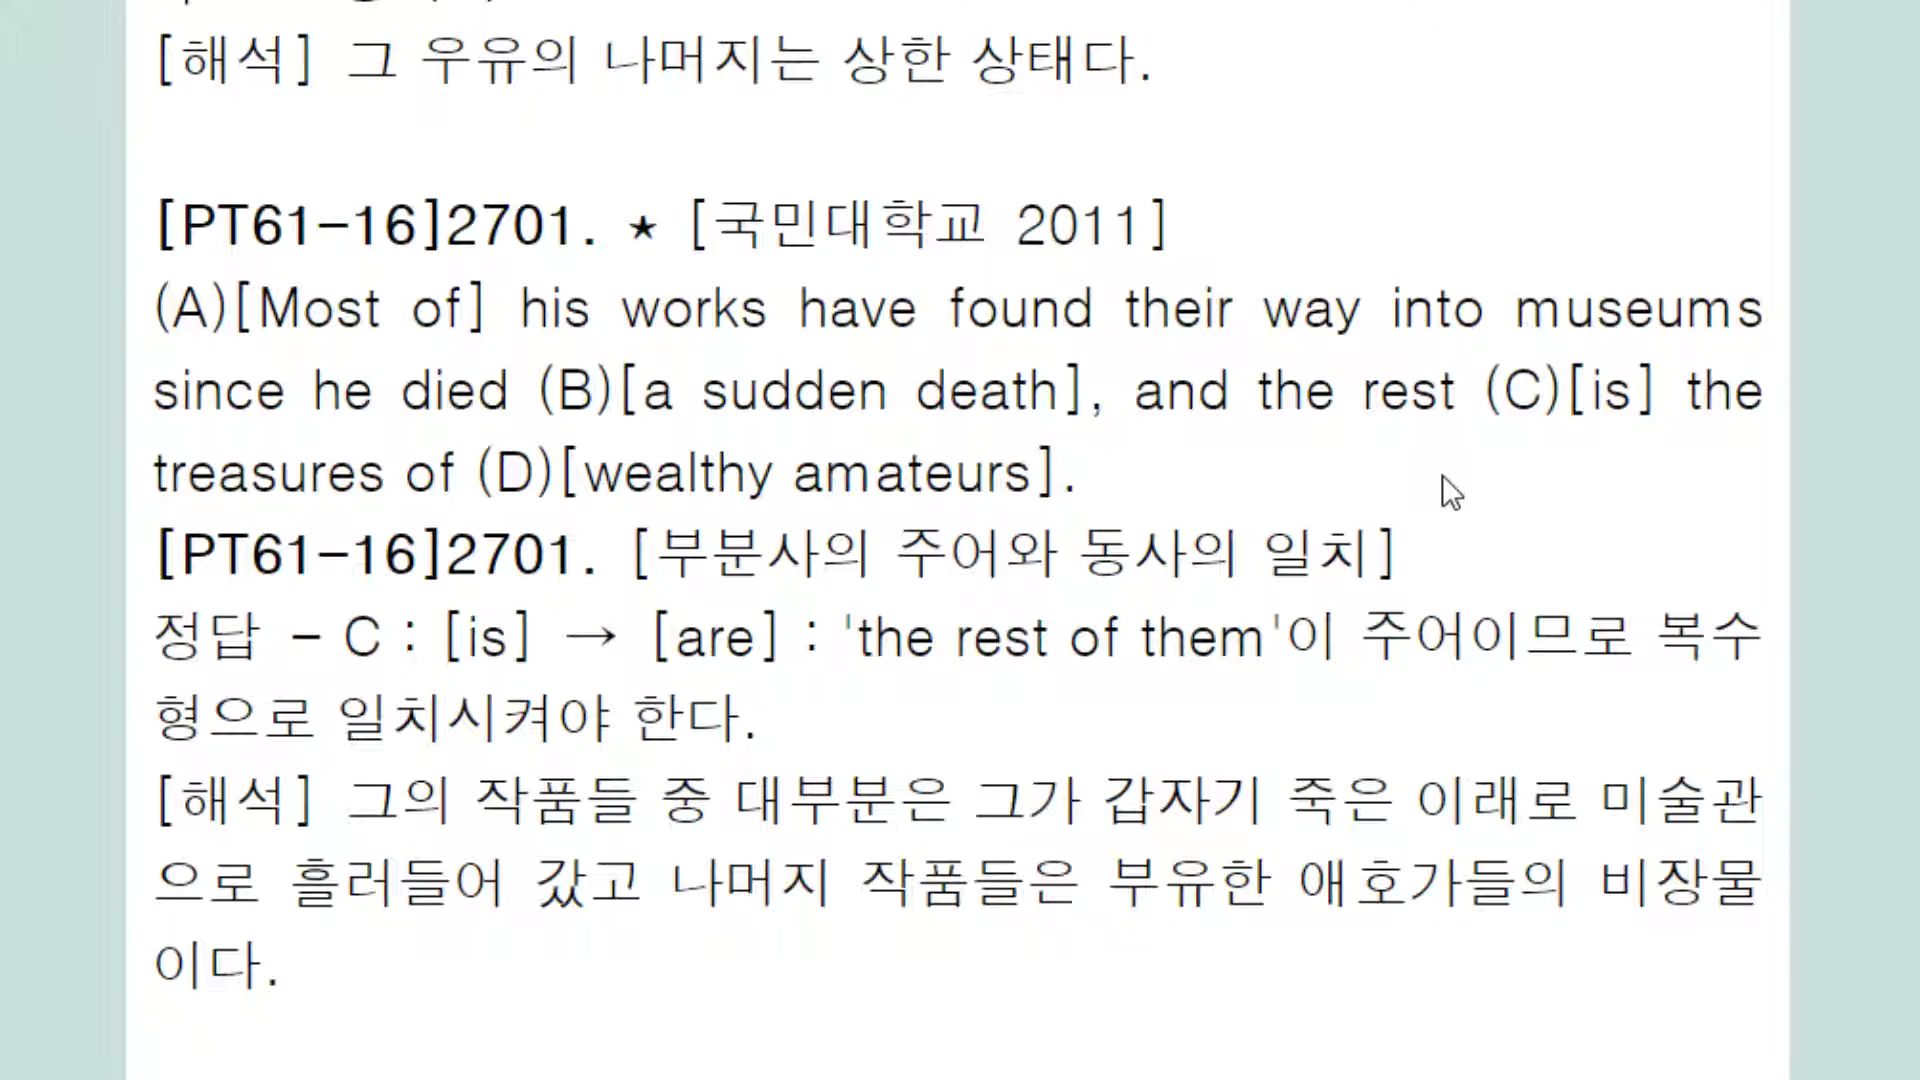 [해석] 그 우유의 나머지는 상한 상태다.
[PT61-16]2701. ★ [국민대학교 2011]
(A)[Most of] his works have found their way into museums
since he died (B)[a sudden death], and the rest (C)[is] the
treasures of (D)[wealthy amateurs].
[PT61-16]2701. [부분사의 주어와 동사의 일치]
정답 - C : [is] → [are] : 'the rest of them'이 주어이므로 복수
형으로 일치시켜야 한다.
[해석] 그의 작품들 중 대부분은 그가 갑자기 죽은 이래로 미술관
으로 흘러들어 갔고 나머지 작품들은 부유한 애호가들의 비장물
이다.